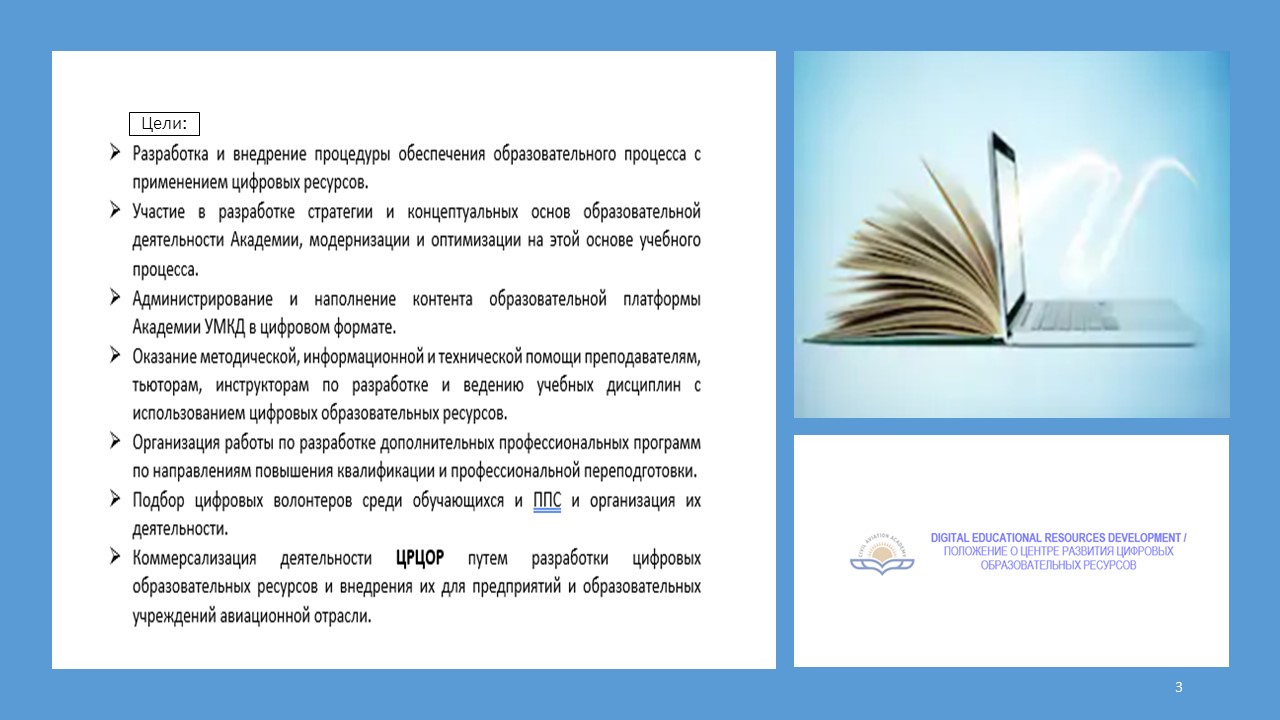 Цели:
Разработка и внедрение процедуры обеспечения образовательного процесса с
применением цифровых ресурсов.
Участие в разработке стратегии и концептуальных основ образовательной
деятельности Академии, модернизации и оптимизации на этой основе учебного
процесса.
Администрирование и наполнение контента образовательной платформы
Академии УМКД в цифровом формате.
Оказание методической, информационной и технической помощи преподавателям,
тьюторам, инструкторам по разработке и ведению учебных дисциплин с
использованием цифровых образовательных ресурсов.
Организация работы по разработке дополнительных профессиональных программ
по направлениям повышения квалификации и профессиональной переподготовки.
Подбор цифровых волонтеров среди обучающихся и ППС и организация их
деятельности.
Коммерсализация деятельности ЦРЦОР путем разработки цифровых
образовательных ресурсов и внедрения их для предприятий и образовательных
учреждений авиационной отрасли.
CIVIL AVIATION ACADEMY
DIGITAL EDUCATIONAL RESOURCES DEVELOPMENT /
ПОЛОЖЕНИЕ О ЦЕНТРЕ РАЗВИТИЯ ЦИФРОВЫХ
ОБРАЗОВАТЕЛЬНЫХ РЕСУРСОВ
3